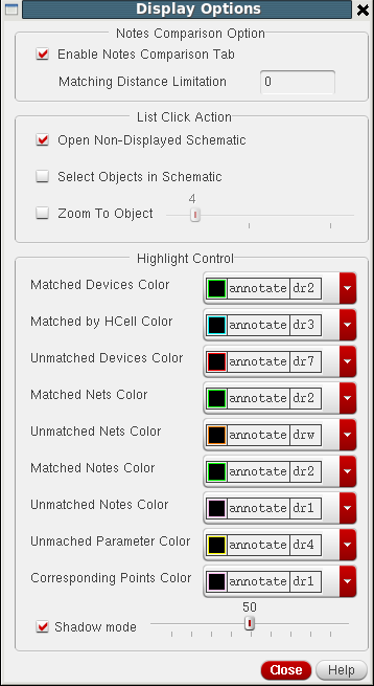 Display Options
Notes Comparison Option
Enable Notes Comparison Tab
Matching Distance Limitation 0
List Click Action
Open Non-Displayed Schematic
Select Objects in Schematic
4
Zoom To Object
Highlight Control
Matched Devices Color annotate dr2
Matched by HCell Color annotate dr3
Unmatched Devices Color annotate dr7
Matched Nets Color annotate dr2
Unmatched Nets Color annotate drw
Matched Notes Color annotate dr2
Unmatched Notes Color annotate dr1
Unmached Parameter Color annotate dr4
Corresponding Points Color annotate dr1
50
Shadow mode
Close Help